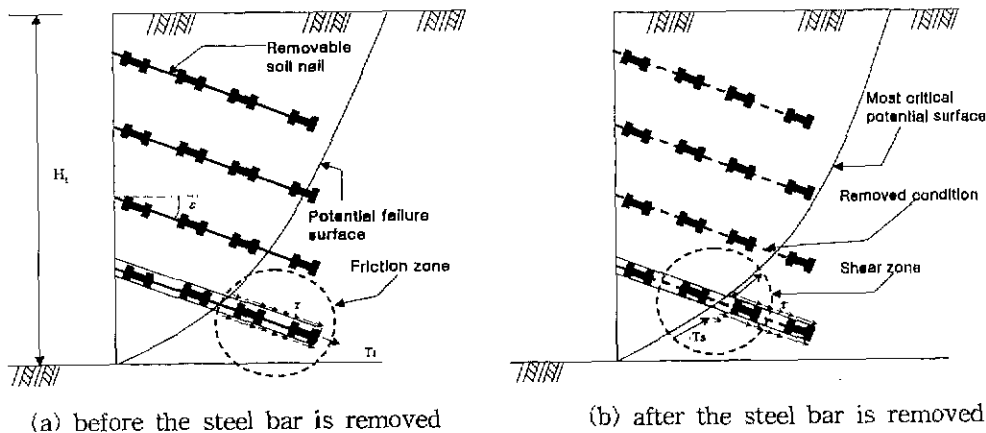 Removable
soil nail
H₁
ε
Potential failure
surface
Friction zone
τ
(a) before the steel bar is removed
Most critical
potential surface
Removed condition
Shear zone
τ
Ts
(b) after the steel bar is removed